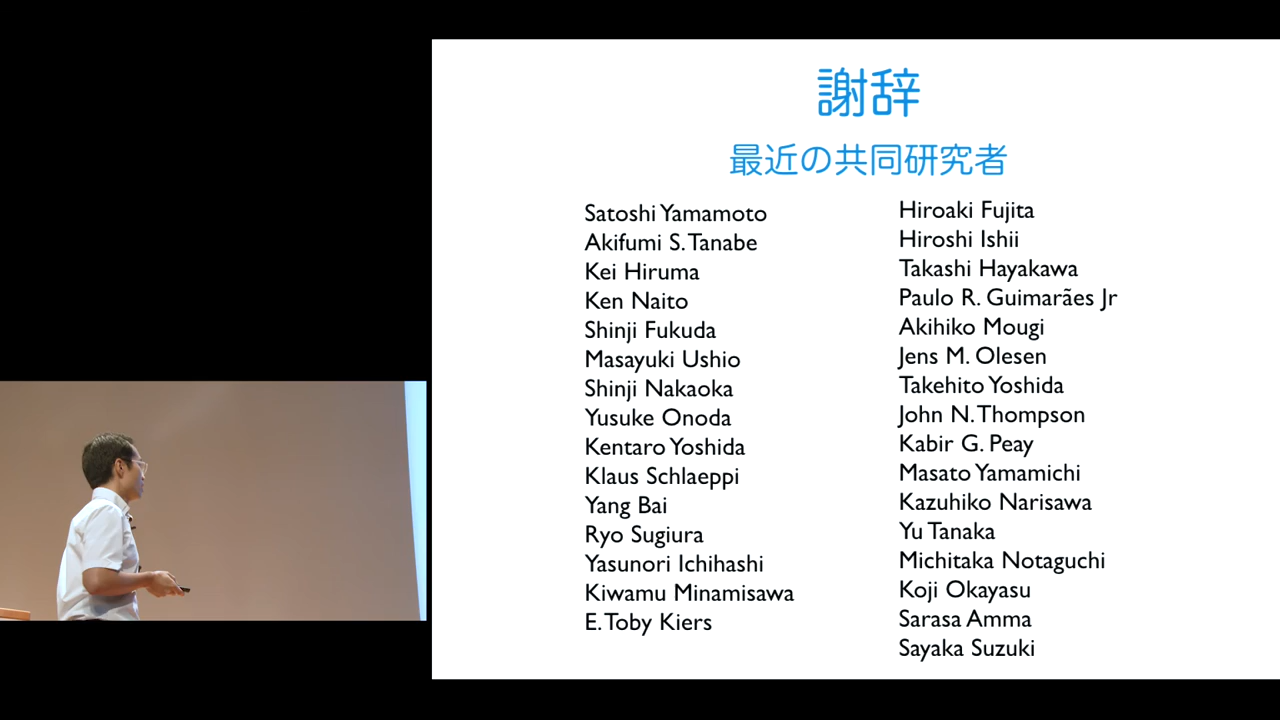 謝辞
最近の共同研究者
Satoshi Yamamoto
Akifumi S. Tanabe
Kei Hiruma
Ken Naito
Shinji Fukuda
Masayuki Ushio
Shinji Nakaoka
Yusuke Onoda
Kentaro Yoshida
Klaus Schlaeppi
Yang Bai
Ryo Sugiura
Yasunori Ichihashi
Kiwamu Minamisawa
E. Toby Kiers
Hiroaki Fujita
Hiroshi Ishii
Takashi Hayakawa
Paulo R. Guimarães Jr
Akihiko Mougi
Jens M. Olesen
Takehito Yoshida
John N. Thompson
Kabir G. Peay
Masato Yamamichi
Kazuhiko Narisawa
Yu Tanaka
Michitaka Notaguchi
Koji Okayasu
Sarasa Amma
Sayaka Suzuki